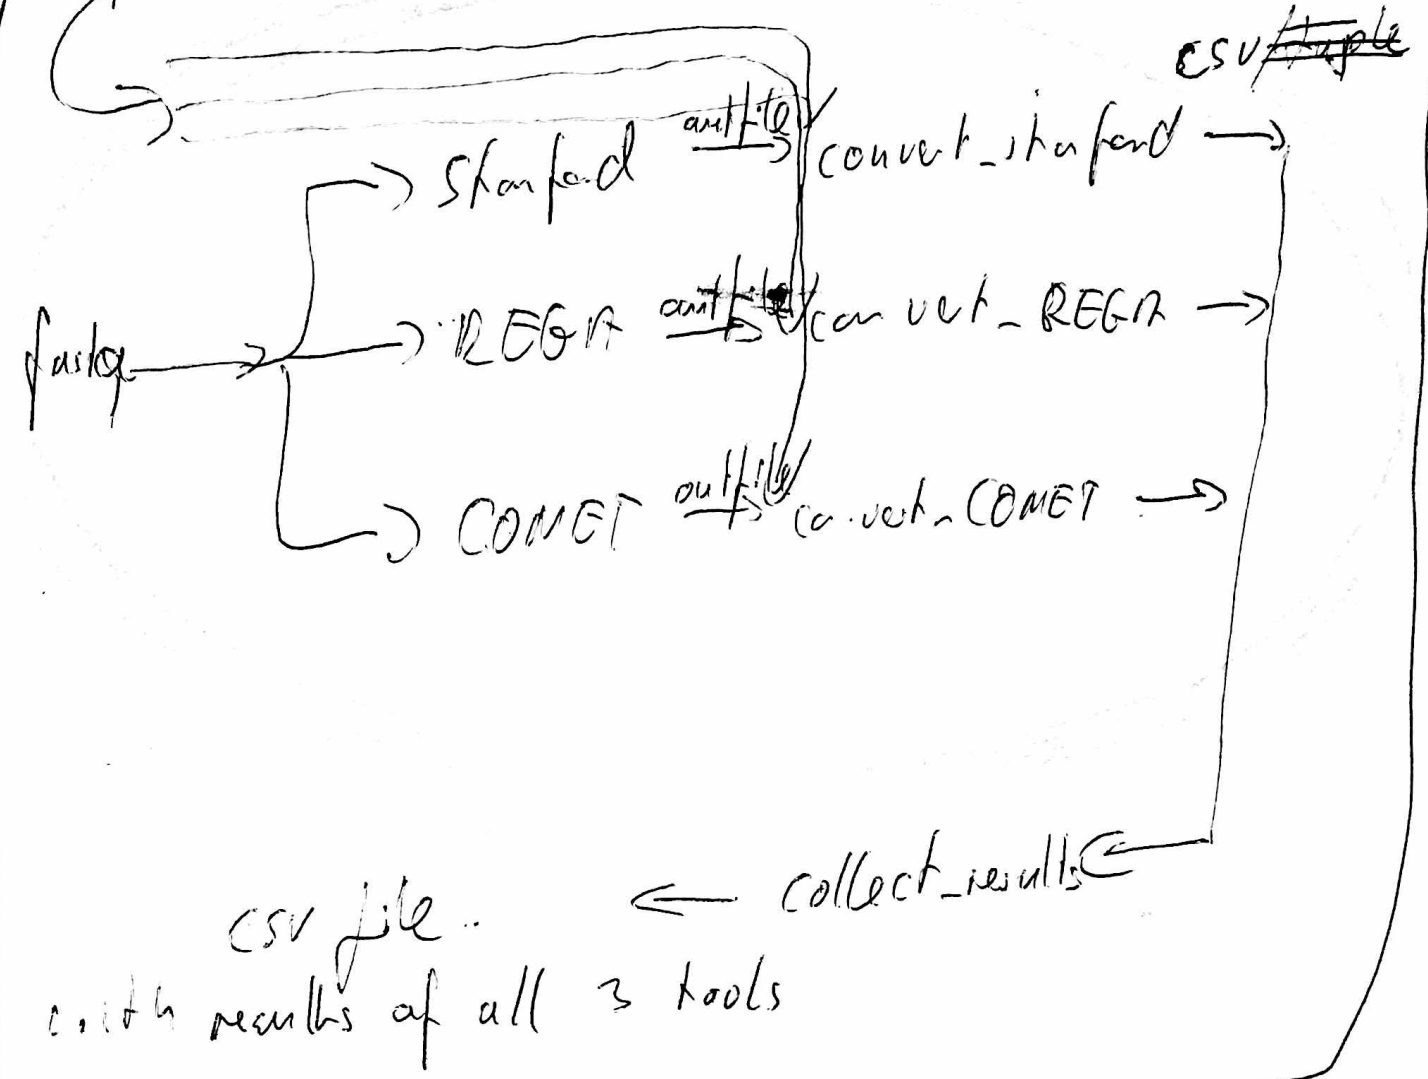 csv/tuple
Stanford outfile convert_stanford
fastq REGA outfile convert_REGA
COMET outfile convert_COMET
collect_results
csv file
with results of all 3 tools